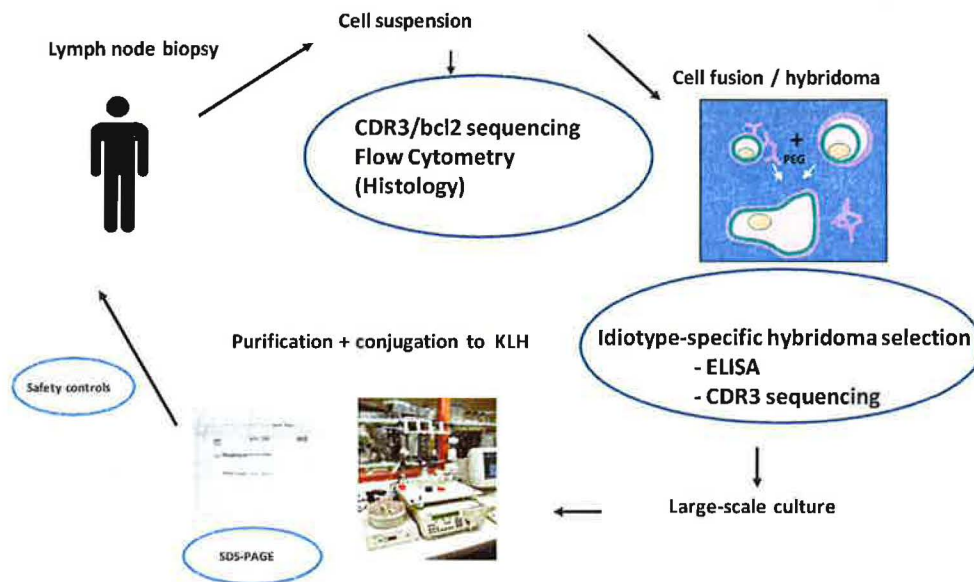 Cell suspension
Lymph node biopsy
Cell fusion / hybridoma
CDR3/bcl2 sequencing
Flow Cytometry
(Histology)
+
PEG
Idiotype-specific hybridoma selection
- ELISA
- CDR3 sequencing
Purification + conjugation to KLH
Safety controls
Large-scale culture
SDS-PAGE